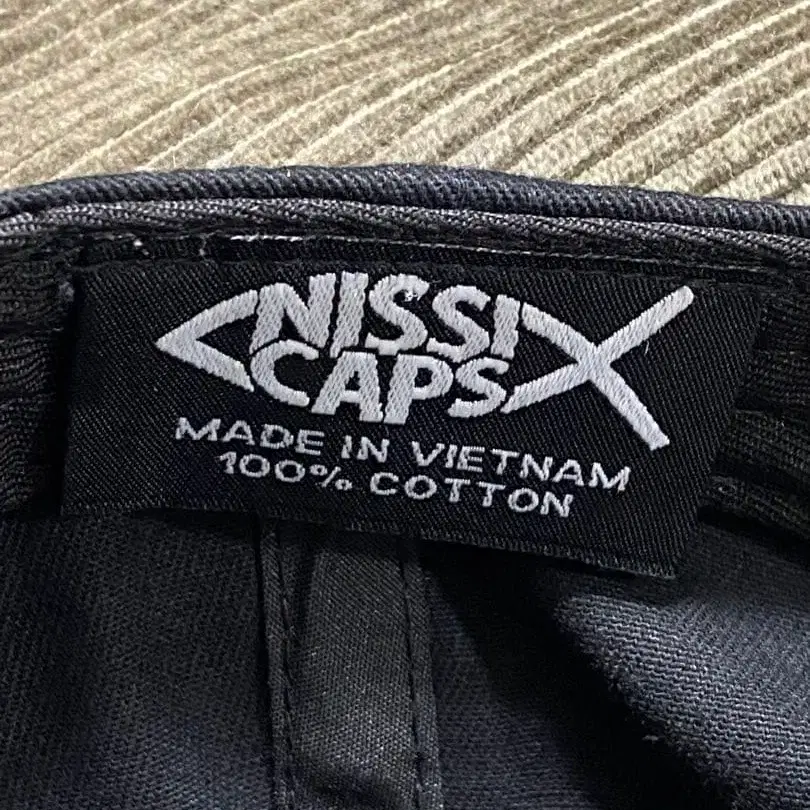 NISSI
CAPS
MADE IN VIETNAM
100% COTTON